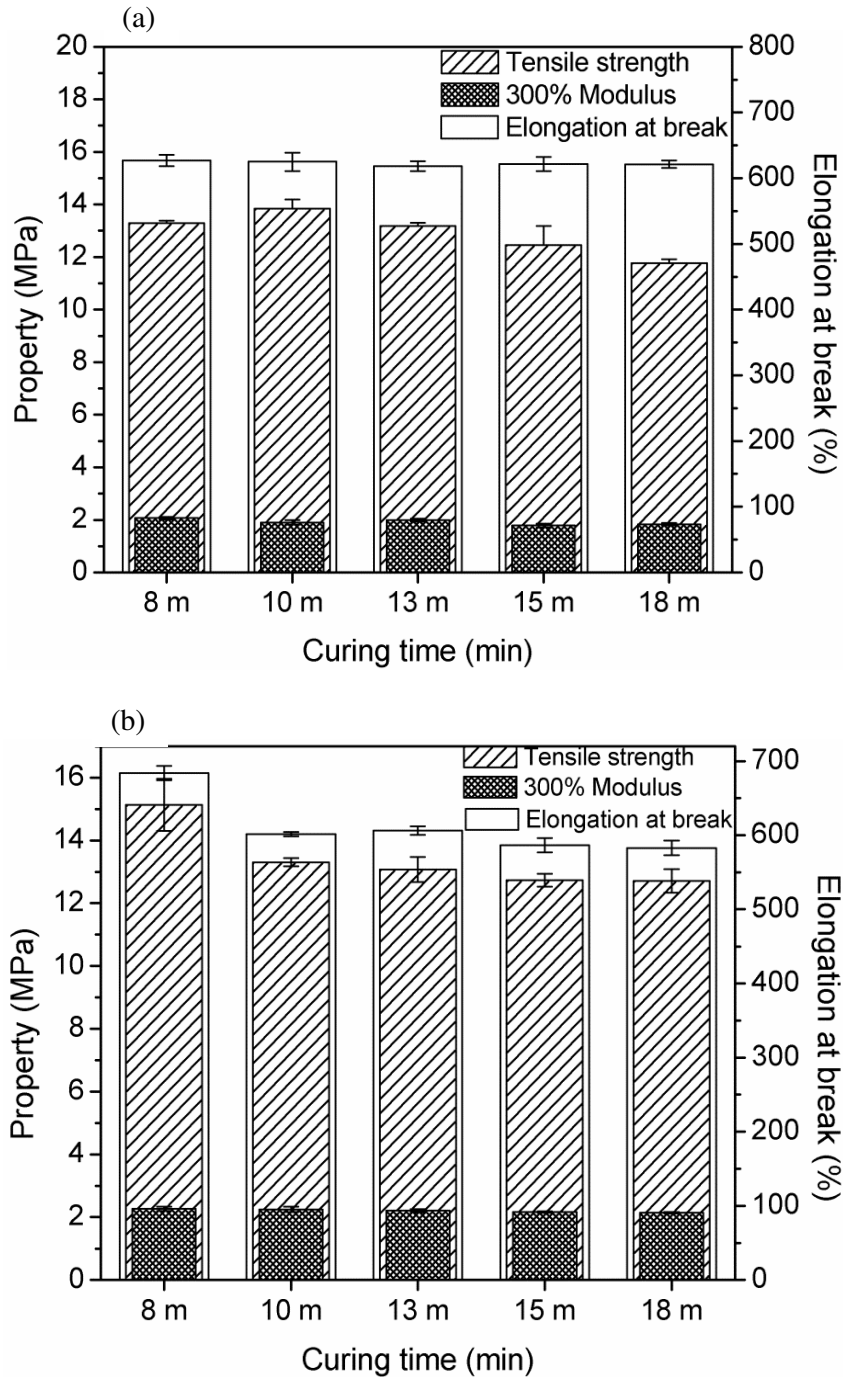 (a)
Tensile strength
300% Modulus
Elongation at break
20
18
16
14
12
10
8
6
4
2
0
Property (MPa)
800
700
600
500
400
300
200
100
0
Elongation at break (%)
8 m 10 m 13 m 15 m 18 m
Curing time (min)
(b)
Tensile strength
300% Modulus
Elongation at break
16
14
12
10
8
6
4
2
0
Property (MPa)
700
600
500
400
300
200
100
0
Elongation at break (%)
8 m 10 m 13 m 15 m 18 m
Curing time (min)